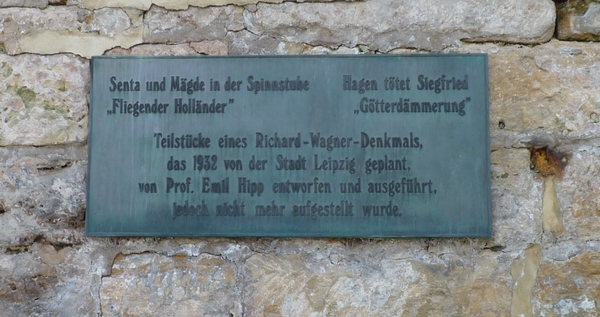 Senta und Mägde in der Spinnstube
„Fliegender Holländer"
Hagen tötet Siegfried
„Götterdämmerung"
Teilstücke eines Richard-Wagner-Denkmals,
das 1932 von der Stadt Leipzig geplant,
von Prof. Emil Hipp entworfen und ausgeführt,
jedoch nicht mehr aufgestellt wurde.